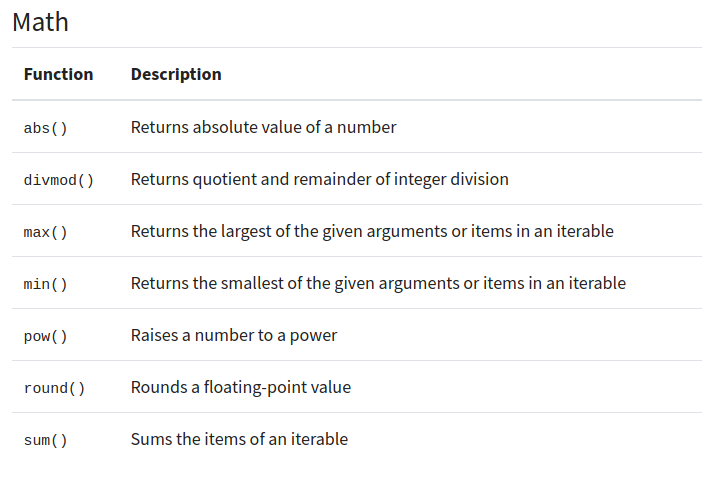 Math
Function Description
abs() Returns absolute value of a number
divmod() Returns quotient and remainder of integer division
max() Returns the largest of the given arguments or items in an iterable
min() Returns the smallest of the given arguments or items in an iterable
pow() Raises a number to a power
round() Rounds a floating-point value
sum() Sums the items of an iterable